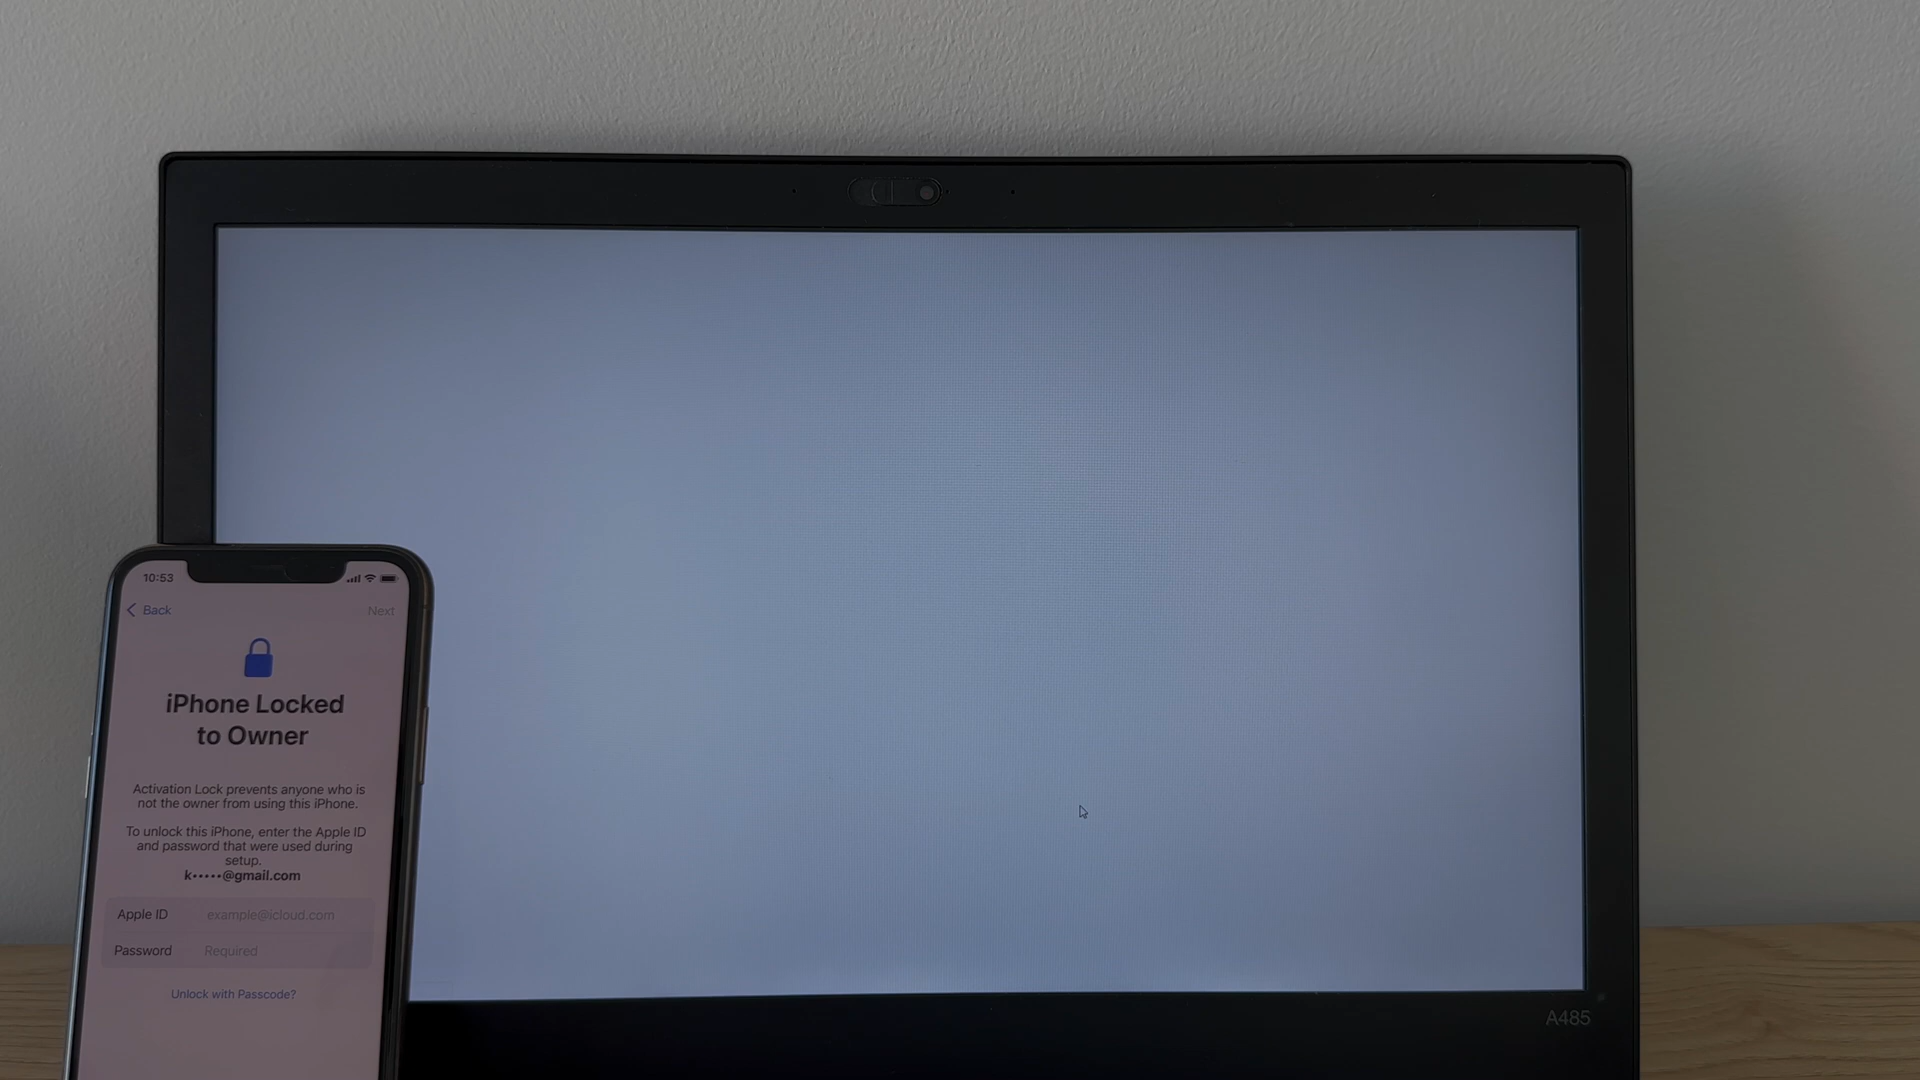 10:53
Back
Next
iPhone Locked
to Owner
Activation Lock prevents anyone who is
not the owner from using this iPhone.
To unlock this iPhone, enter the Apple ID
and password that were used during
setup.
k•••••@gmail.com
Apple ID example@icloud.com
Password Required
Unlock with Passcode?
A485